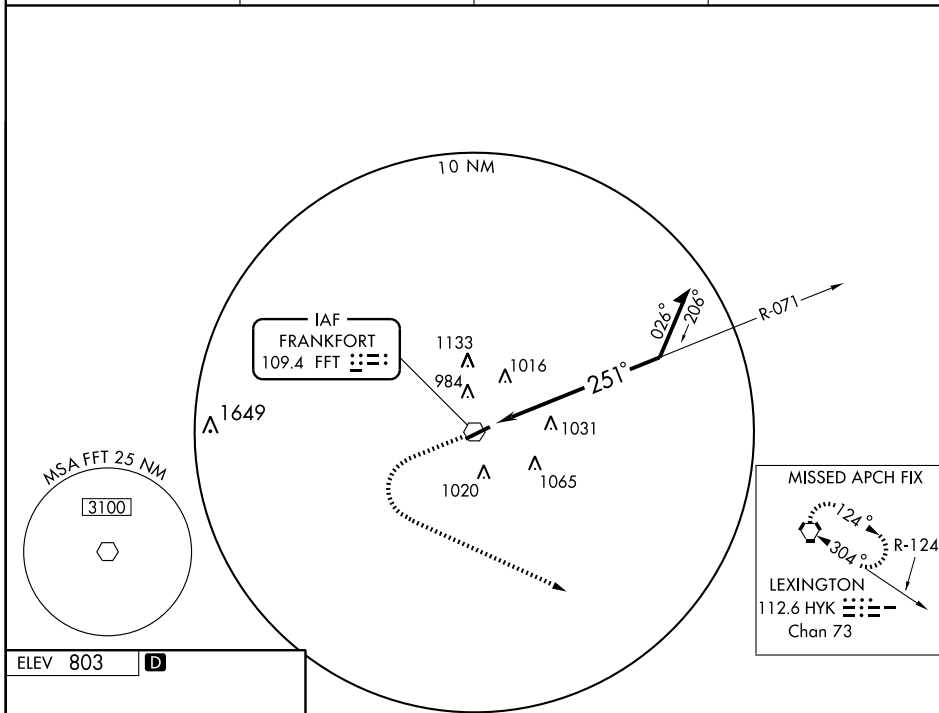 10 NM
IAF
FRANKFORT
109.4 FFT
1133
984
1016
026°
206°
R-071
251°
1649
1031
1065
1020
MSA FFT 25 NM
3100
MISSED APCH FIX
124°
304°
R-124
LEXINGTON
112.6 HYK
Chan 73
ELEV 803 D